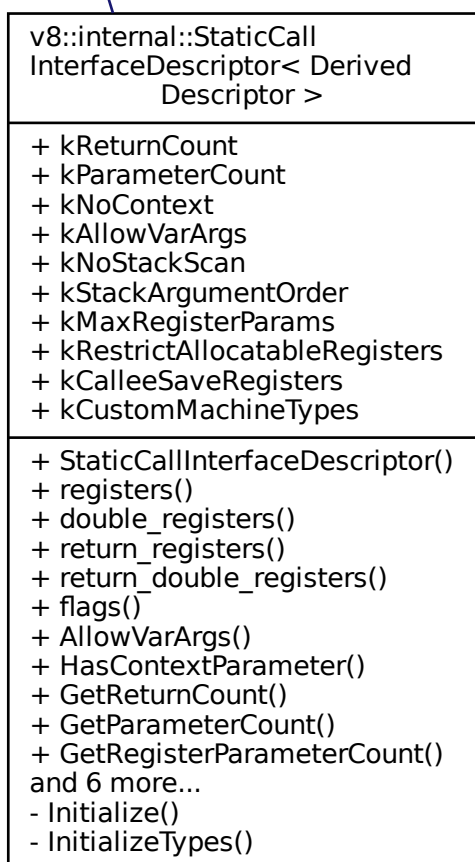 v8::internal::StaticCall
InterfaceDescriptor< Derived
Descriptor >
+ kReturnCount
+ kParameterCount
+ kNoContext
+ kAllowVarArgs
+ kNoStackScan
+ kStackArgumentOrder
+ kMaxRegisterParams
+ kRestrictAllocatableRegisters
+ kCalleeSaveRegisters
+ kCustomMachineTypes
+ StaticCallInterfaceDescriptor()
+ registers()
+ double_registers()
+ return_registers()
+ return_double_registers()
+ flags()
+ AllowVarArgs()
+ HasContextParameter()
+ GetReturnCount()
+ GetParameterCount()
+ GetRegisterParameterCount()
and 6 more...
- Initialize()
- InitializeTypes()